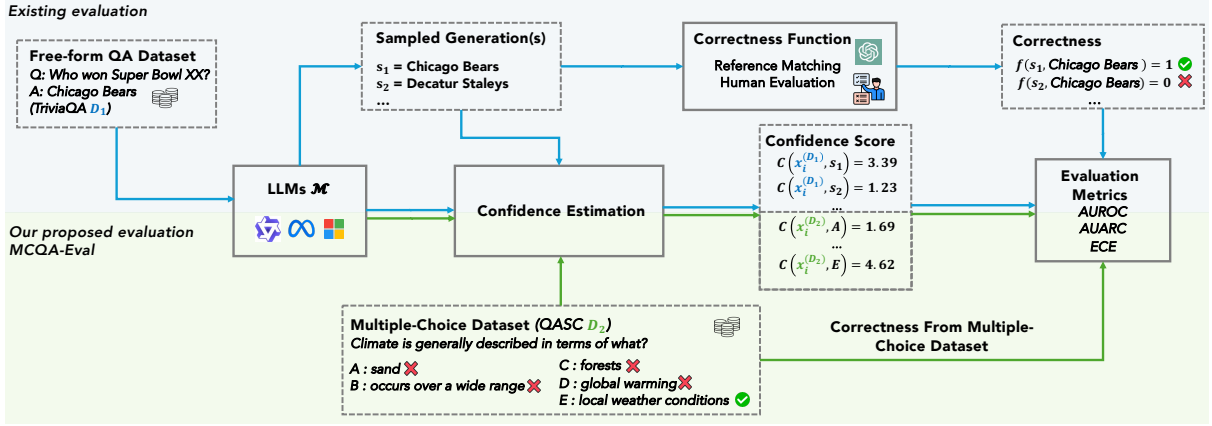 Existing evaluation
Free-form QA Dataset
Q: Who won Super Bowl XX?
A: Chicago Bears
(TriviaQA D₁)
Sampled Generation(s)
s₁ = Chicago Bears
s₂ = Decatur Staleys
...
Correctness Function
Reference Matching
Human Evaluation
Correctness
f(s₁, Chicago Bears ) = 1
f(s₂, Chicago Bears) = 0
...
LLMs ℳ
Confidence Estimation
Confidence Score
C(xᵢ^(D₁), s₁) = 3.39
C(xᵢ^(D₁), s₂) = 1.23
...
C(xᵢ^(D₂), A) = 1.69
...
C(xᵢ^(D₂), E) = 4.62
Evaluation
Metrics
AUROC
AUARC
ECE
Our proposed evaluation
MCQA-Eval
Multiple-Choice Dataset (QASC D₂)
Climate is generally described in terms of what?
A : sand
B : occurs over a wide range
C : forests
D : global warming
E : local weather conditions
Correctness From Multiple-
Choice Dataset